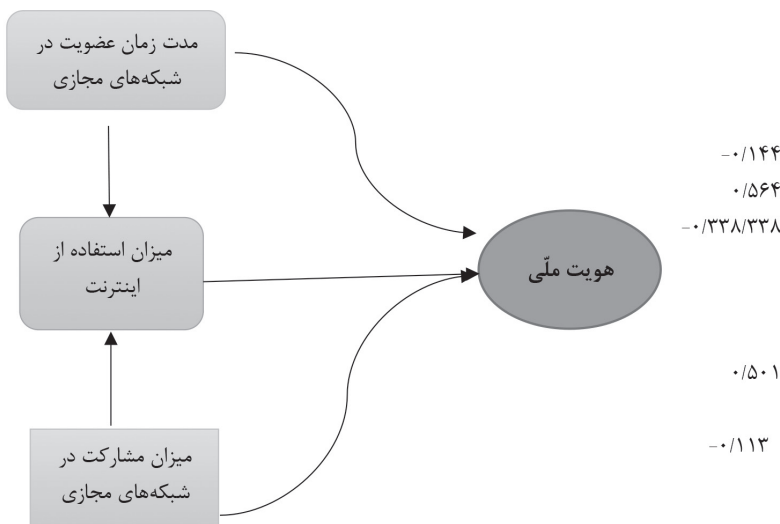 مدت زمان عضویت در
شبکه‌های مجازی
-۰/۱۴۴
۰/۵۶۴
-۰/۳۳۸/۳۳۸
میزان استفاده از
اینترنت
هویت ملّی
۰/۵۰۱
-۰/۱۱۳
میزان مشارکت در
شبکه‌های مجازی